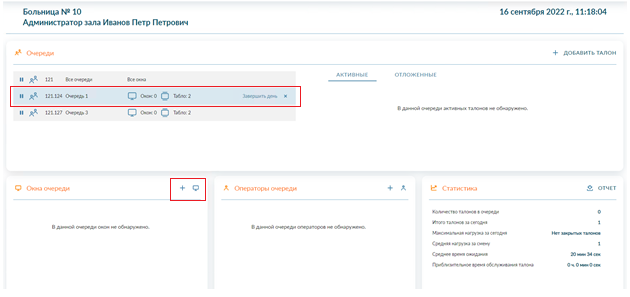 Больница № 10
16 сентября 2022 г., 11:18:04
Администратор зала Иванов Петр Петрович
Очереди
+ ДОБАВИТЬ ТАЛОН
121 Все очереди Все окна
121.124 Очередь 1 Окон: 0 Табло: 2 Завершить день ×
121.127 Очередь 3 Окон: 0 Табло: 2
АКТИВНЫЕ ОТЛОЖЕННЫЕ
В данной очереди активных талонов не обнаружено.
Окна очереди +
В данной очереди окон не обнаружено.
Операторы очереди +
В данной очереди операторов не обнаружено.
Статистика ОТЧЕТ
Количество талонов в очереди 0
Итого талонов за сегодня 1
Максимальная нагрузка за сегодня Нет закрытых талонов
Средняя нагрузка за смену 1
Среднее время ожидания 20 мин 34 сек
Приблизительное время обслуживания талона 0 ч. 0 мин 0 сек